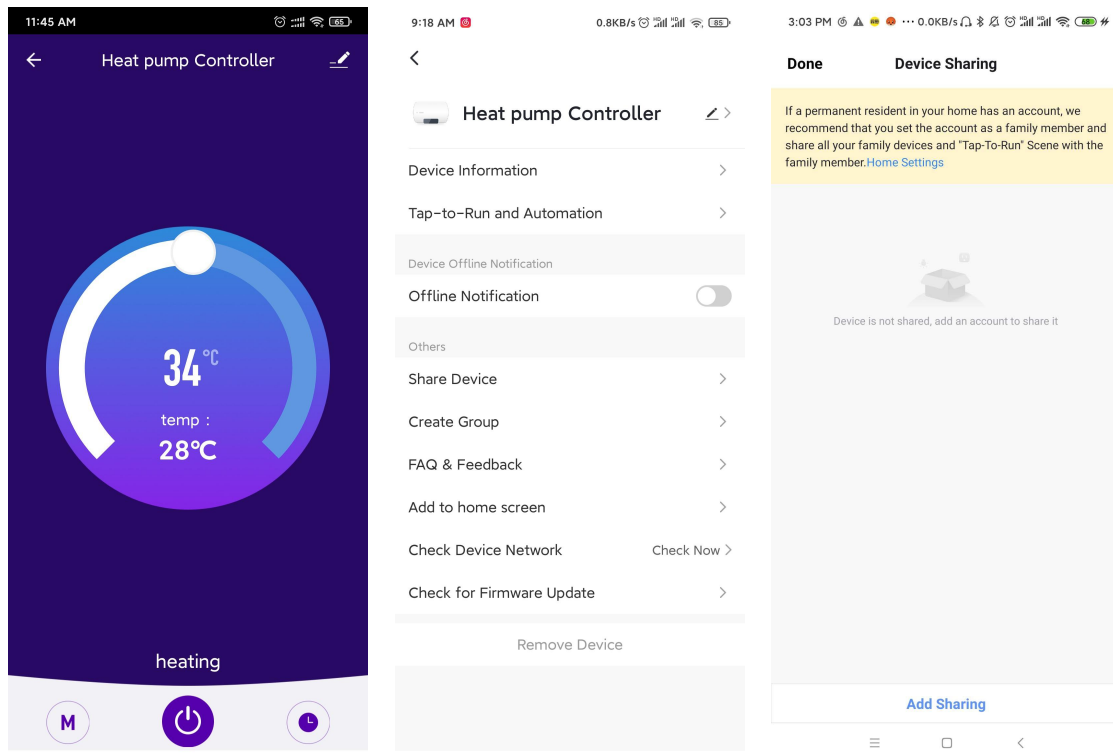 11:45 AM
65
Heat pump Controller
34 °C
temp :
28℃
heating
M
9:18 AM
0.8KB/s
HD
HD
85
Heat pump Controller
Device Information
Tap-to-Run and Automation
Device Offline Notification
Offline Notification
Others
Share Device
Create Group
FAQ & Feedback
Add to home screen
Check Device Network
Check Now
Check for Firmware Update
Remove Device
3:03 PM
... 0.0KB/s
HD
HD
68
Done
Device Sharing
If a permanent resident in your home has an account, we
recommend that you set the account as a family member and
share all your family devices and "Tap-To-Run" Scene with the
family member.Home Settings
Device is not shared, add an account to share it
Add Sharing